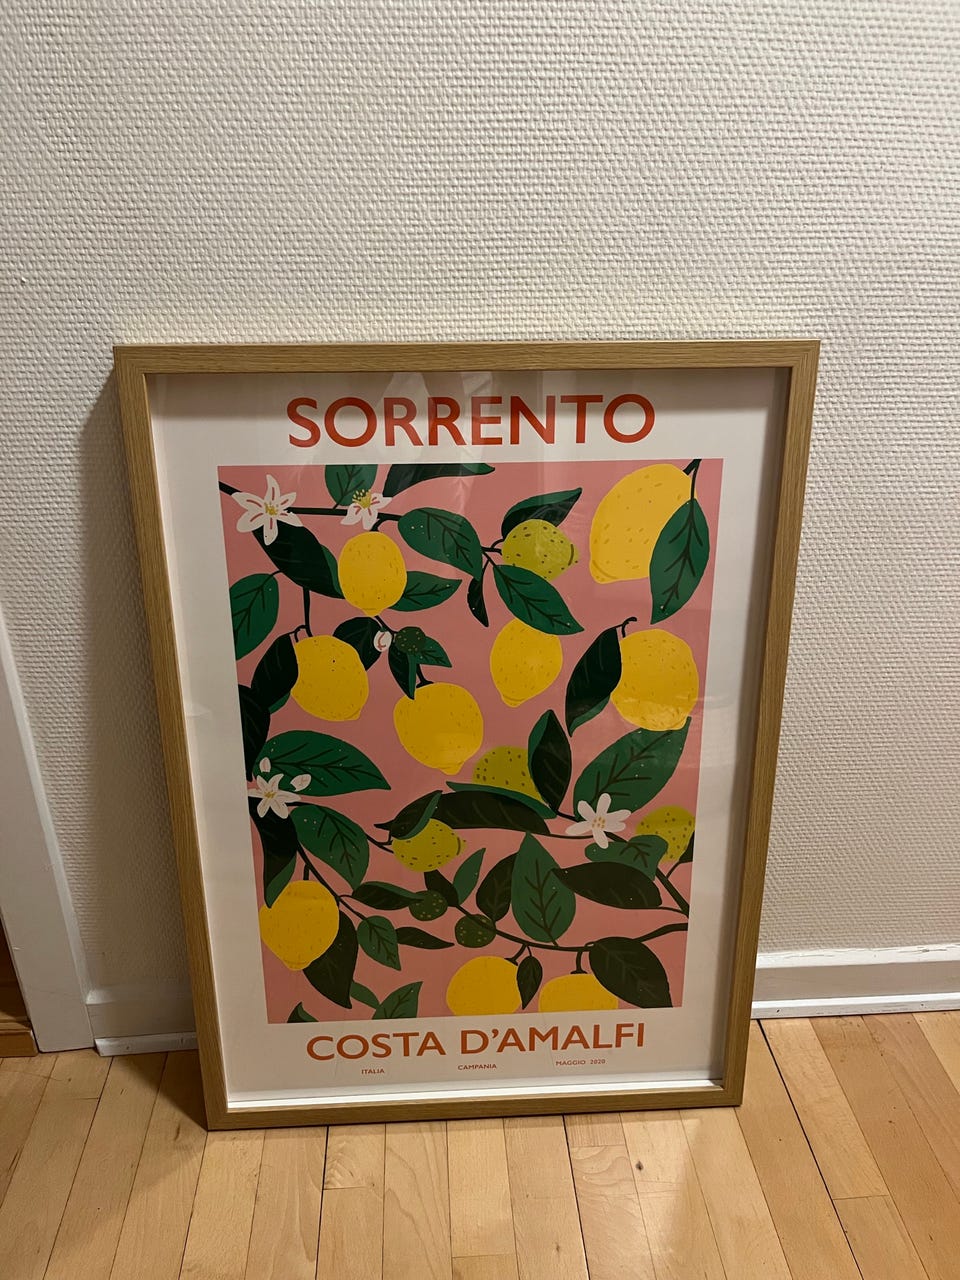 SORRENTO
COSTA D'AMALFI
ITALIA CAMPANIA MAGGIO 2020